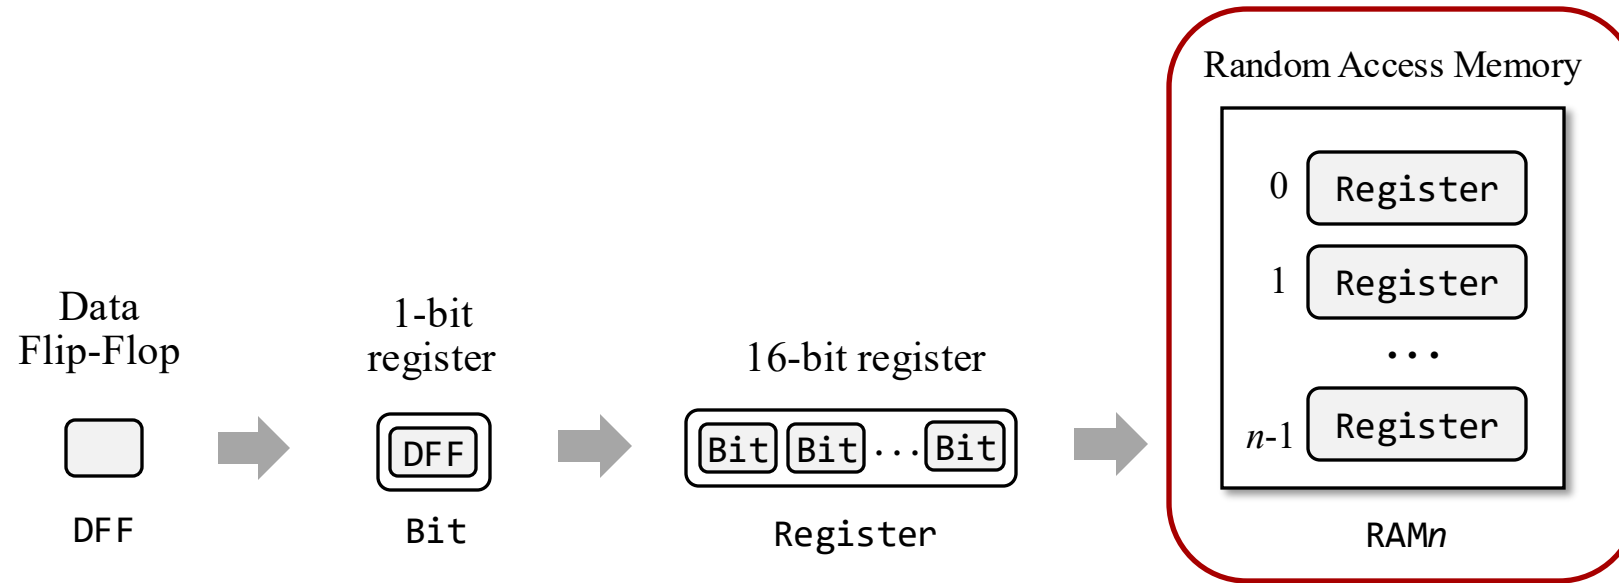 Data
Flip-Flop
DFF
1-bit
register
DFF
Bit
16-bit register
Bit Bit ... Bit
Register
Random Access Memory
0 Register
1 Register
...
n-1 Register
RAMn